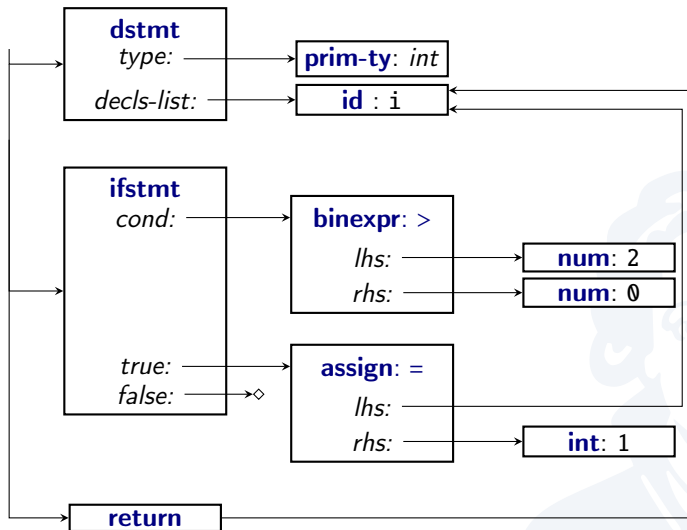 dstmt
type:
prim-ty: int
decls-list:
id : i
ifstmt
cond:
binexpr: >
lhs:
num: 2
rhs:
num: 0
true:
assign: =
false:
lhs:
rhs:
int: 1
return